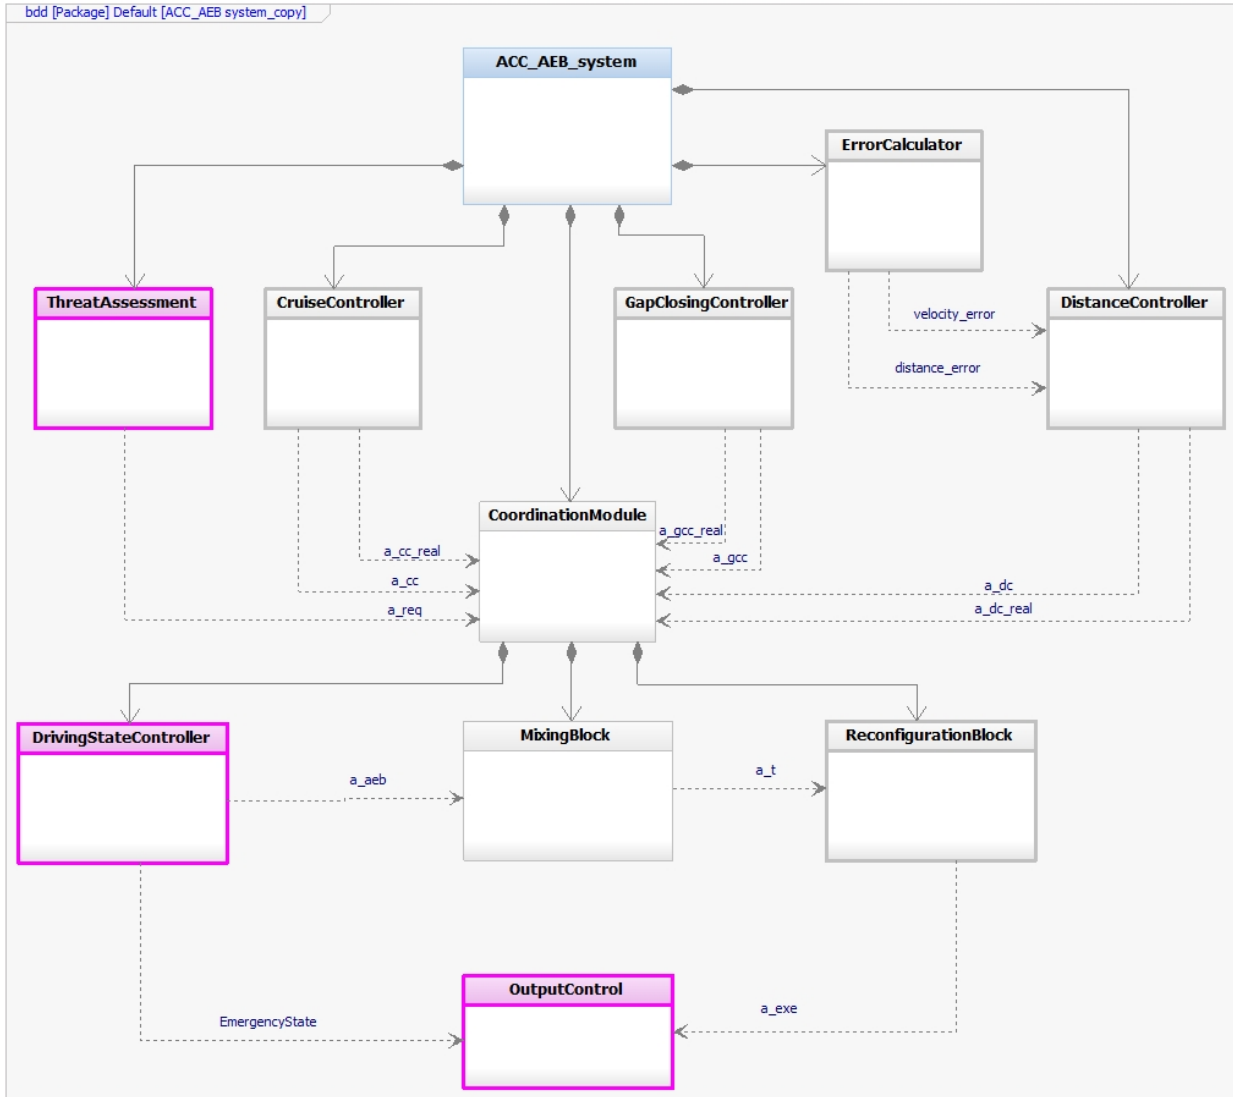 bdd [Package] Default [ACC_AEB system_copy]
ACC_AEB_system
ErrorCalculator
ThreatAssessment
CruiseController
GapClosingController
DistanceController
velocity_error
distance_error
CoordinationModule
a_gcc_real
a_cc_real
a_gcc
a_cc
a_dc
a_req
a_dc_real
DrivingStateController
MixingBlock
ReconfigurationBlock
a_aeb
a_t
OutputControl
EmergencyState
a_exe